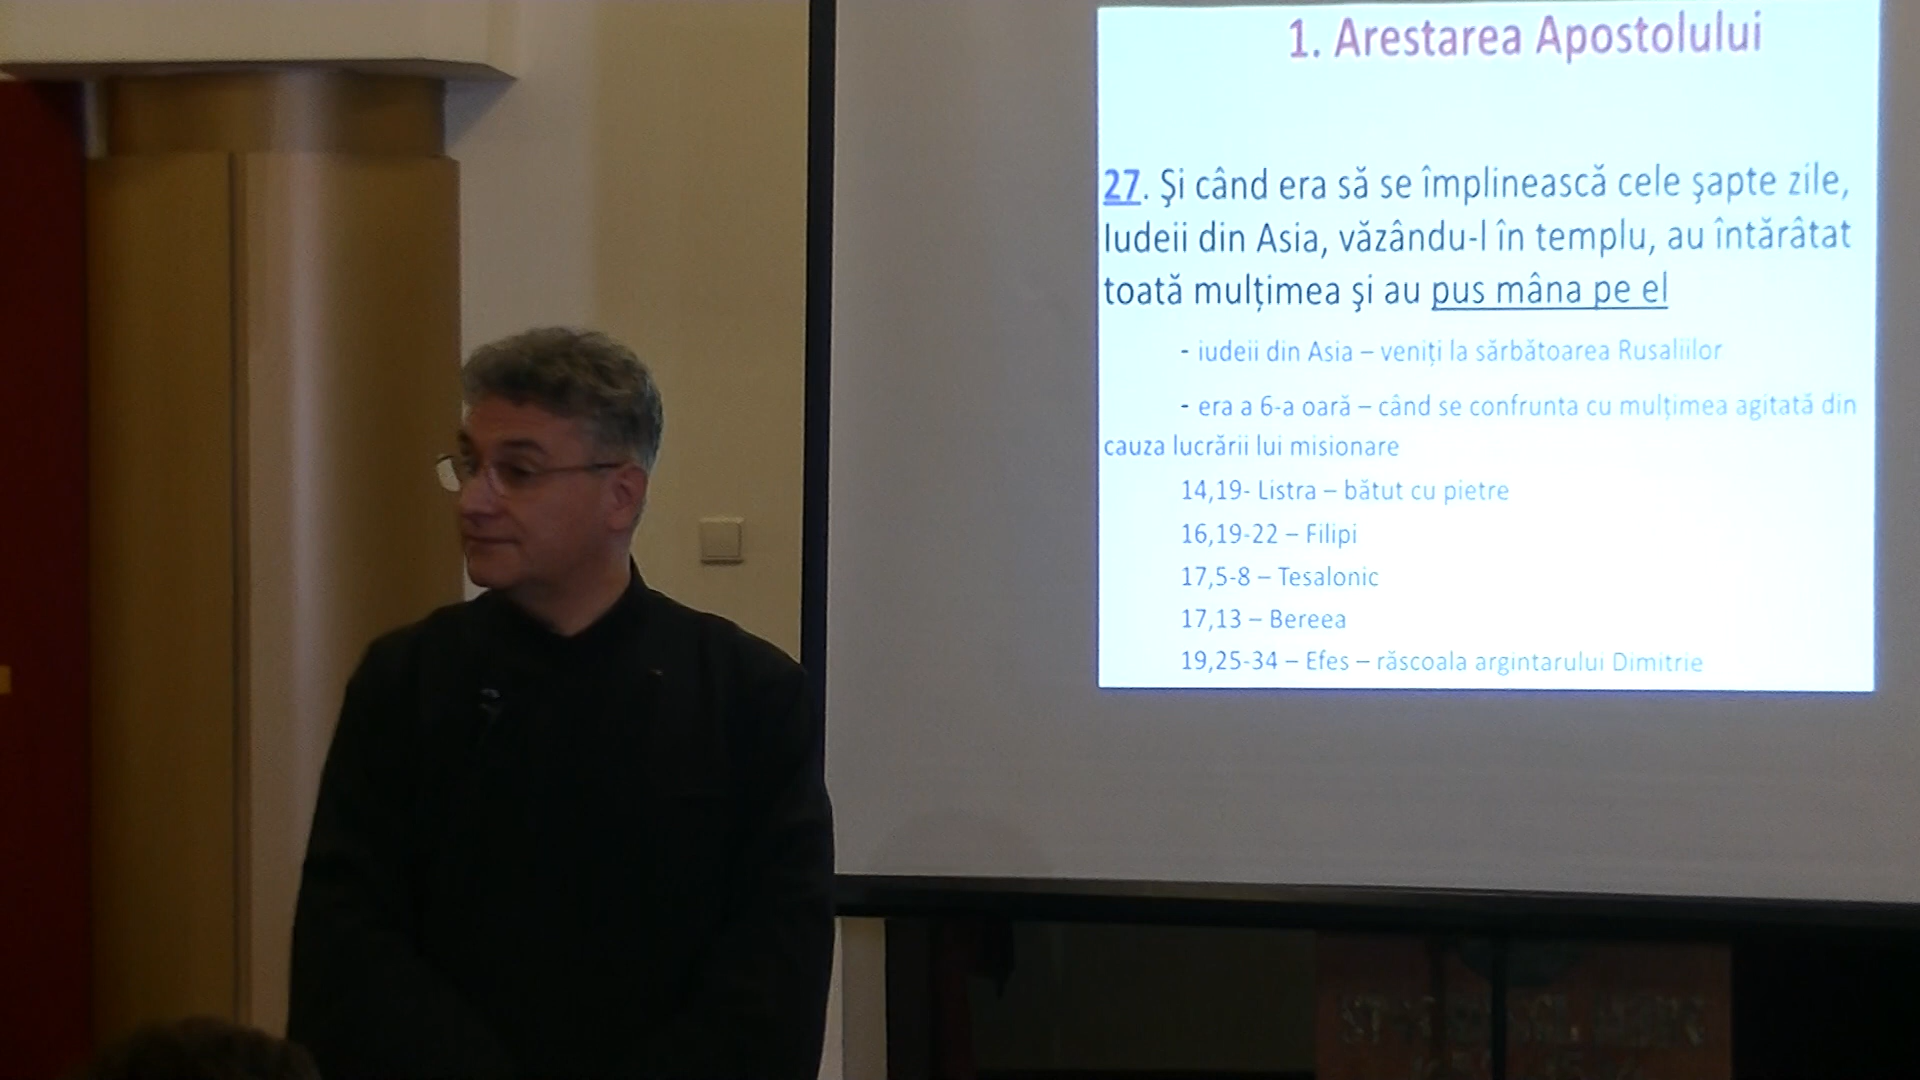 1. Arestarea Apostolului
27. Şi când era să se împlinească cele şapte zile,
Iudeii din Asia, văzându-l în templu, au întărâtat
toată mulțimea şi au pus mâna pe el
- iudeii din Asia – veniți la sărbătoarea Rusaliilor
- era a 6-a oară – când se confrunta cu mulțimea agitată din
cauza lucrării lui misionare
14,19- Listra – bătut cu pietre
16,19-22 – Filipi
17,5-8 – Tesalonic
17,13 – Bereea
19,25-34 – Efes – răscoala argintarului Dimitrie